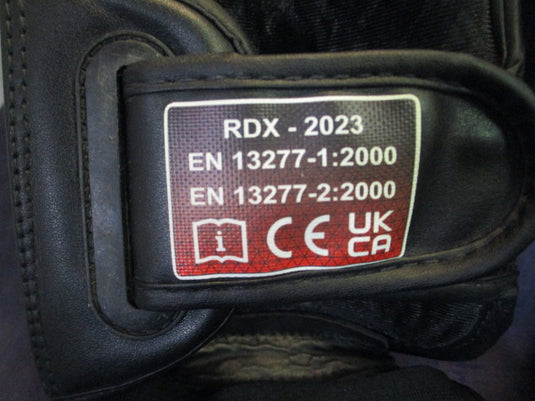 RDX - 2023
EN 13277-1:2000
EN 13277-2:2000
i CE UK
CA